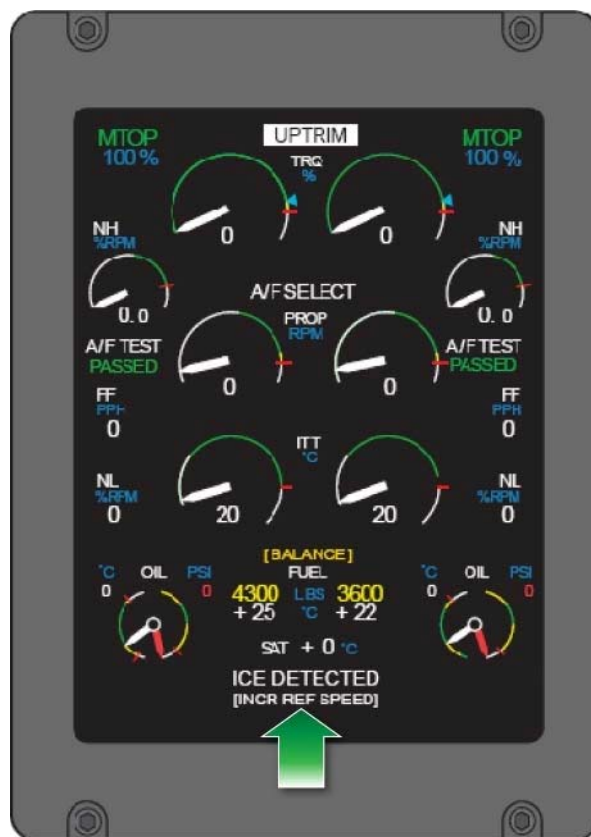 MTOP UPTRIM MTOP
100 % TRQ 100 %
%
0 0
NH NH
%RPM %RPM
A/F SELECT
0.0 PROP 0.0
RPM
A/F TEST A/F TEST
PASSED PASSED
0 0
FF FF
PPH PPH
0 0
ITT
°C
NL NL
%RPM %RPM
0 20 20 0
[BALANCE]
°C OIL PSI FUEL °C OIL PSI
0 0 4300 LBS 3600 0 0
+ 25 °C + 22
SAT + 0 °C
ICE DETECTED
[INCR REF SPEED]